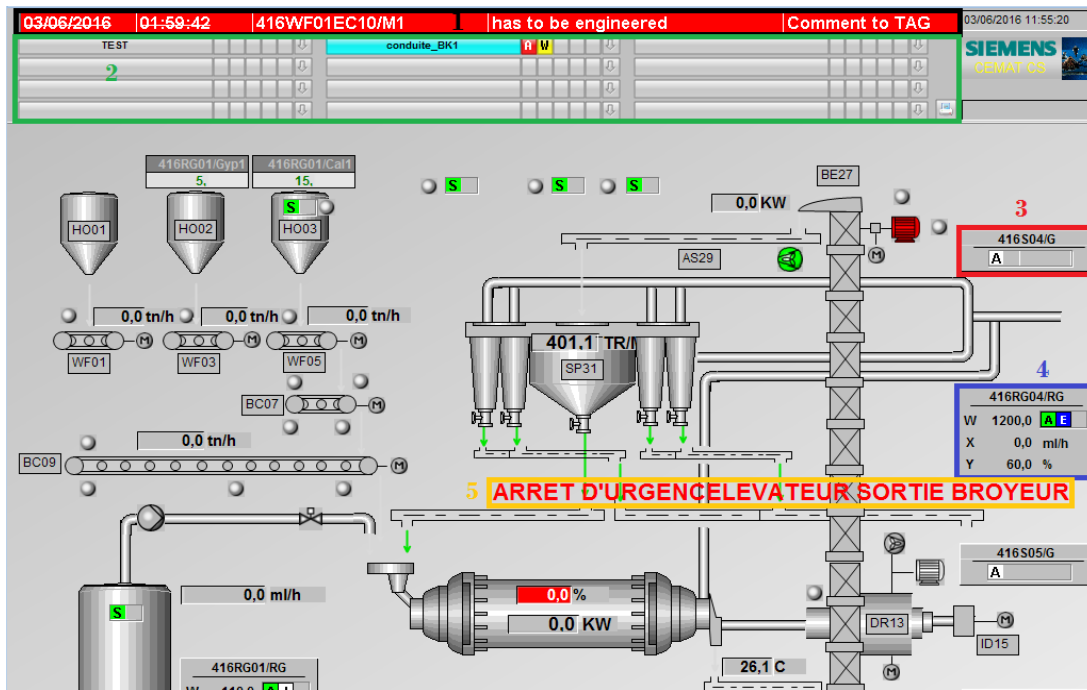 03/06/2016 01:59:42 416WF01EC10/M1 1 has to be engineered Comment to TAG
03/06/2016 11:55:20
TEST
conduite_BK1 A W
SIEMENS
CEMAT CS
2
416RG01/Gyp1
5,
416RG01/Cal1
15,
S
S
S
S
BE27
0,0 KW
3
HO01
HO02
HO03
416S04/G
A
AS29
M
0,0 tn/h
0,0 tn/h
0,0 tn/h
M
M
M
WF01
WF03
WF05
401,1 TR/M
SP31
4
416RG04/RG
W 1200,0 A E
X 0,0 ml/h
Y 60,0 %
BC07
M
0,0 tn/h
BC09
M
5
ARRET D'URGENCELEVATEUR SORTIE BROYEUR
416S05/G
A
0,0 ml/h
S
0,0 %
0,0 KW
DR13
M
ID15
M
26,1 C
416RG01/RG
W 110,0 A I